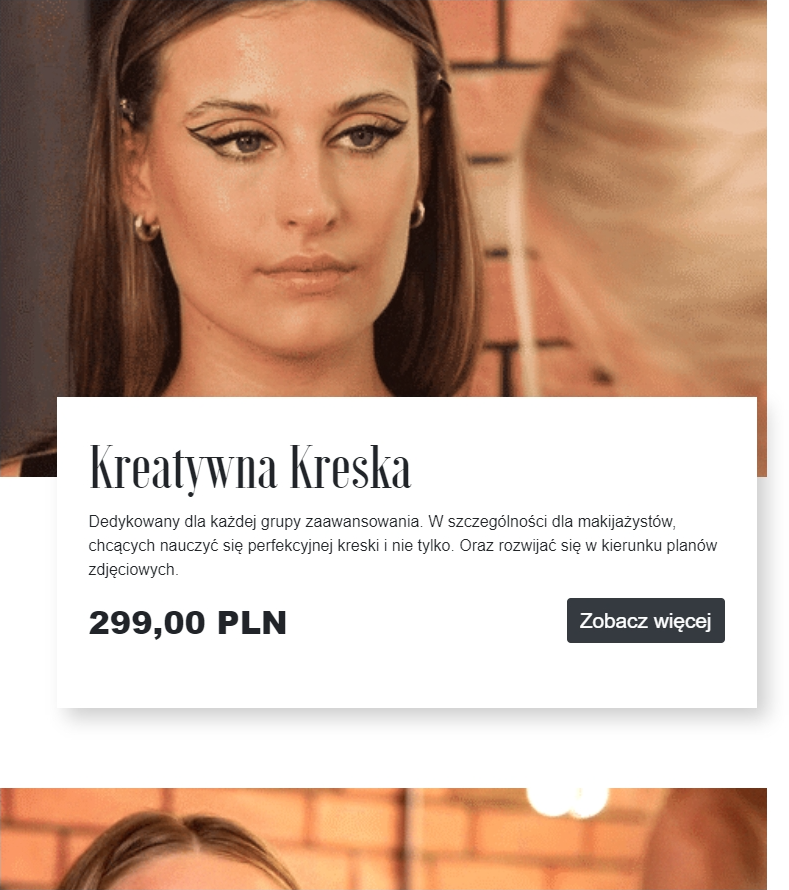 Kreatywna Kreska
Dedykowany dla każdej grupy zaawansowania. W szczególności dla makijażystów,
chcących nauczyć się perfekcyjnej kreski i nie tylko. Oraz rozwijać się w kierunku planów
zdjęciowych.
299,00 PLN
Zobacz więcej